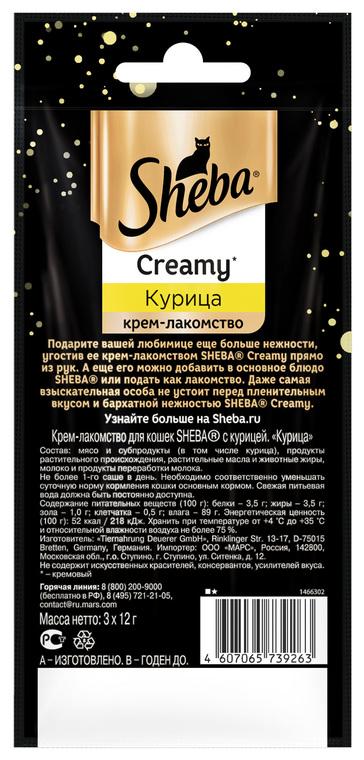 Sheba®
Creamy*
Курица
крем-лакомство
Подарите вашей любимице еще больше нежности,
угостив ее крем-лакомством SHEBA® Creamy прямо
из рук. А еще его можно добавить в основное блюдо
SHEBA® или подать как лакомство. Даже самая
взыскательная особа не устоит перед пленительным
вкусом и бархатной нежностью SHEBA® Creamy.
Узнайте больше на Sheba.ru
Крем-лакомство для кошек SHEBA® с курицей. «Курица»
Состав: мясо и субпродукты (в том числе курица), продукты
растительного происхождения, растительные масла и животные жиры,
молоко и продукты переработки молока.
Не более 1-го саше в день. Необходимо соответственно уменьшать
суточную норму кормления кошки основным кормом. Свежая питьевая
вода должна быть постоянно доступна.
Содержание питательных веществ (100 г): белки – 3,5 г; жиры – 3,5 г;
зола – 1,0 г; клетчатка – 0,5 г; влага – 89 г. Энергетическая ценность
(100 г): 52 ккал / 218 кДж. Хранить при температуре от +4 °C до +35 °C
и относительной влажности воздуха не более 75 %.
Изготовитель: «Tiernahrung Deuerer GmbH», Rinklinger Str. 13-17, D-75015
Bretten, Germany, Германия. Импортер: ООО «МАРС», Россия, 142800,
Московская обл., г.о. Ступино, г. Ступино, ул. Ситенка, д. 12.
Не содержит искусственных красителей, консервантов, усилителей вкуса.
* – кремовый
Горячая линия: 8 (800) 200-9000
(бесплатно в РФ), 8 (495) 721-21-05,
contact@ru.mars.com
1466302
Масса нетто: 3 x 12 г
4 607065 739263
А – ИЗГОТОВЛЕНО. В – ГОДЕН ДО.